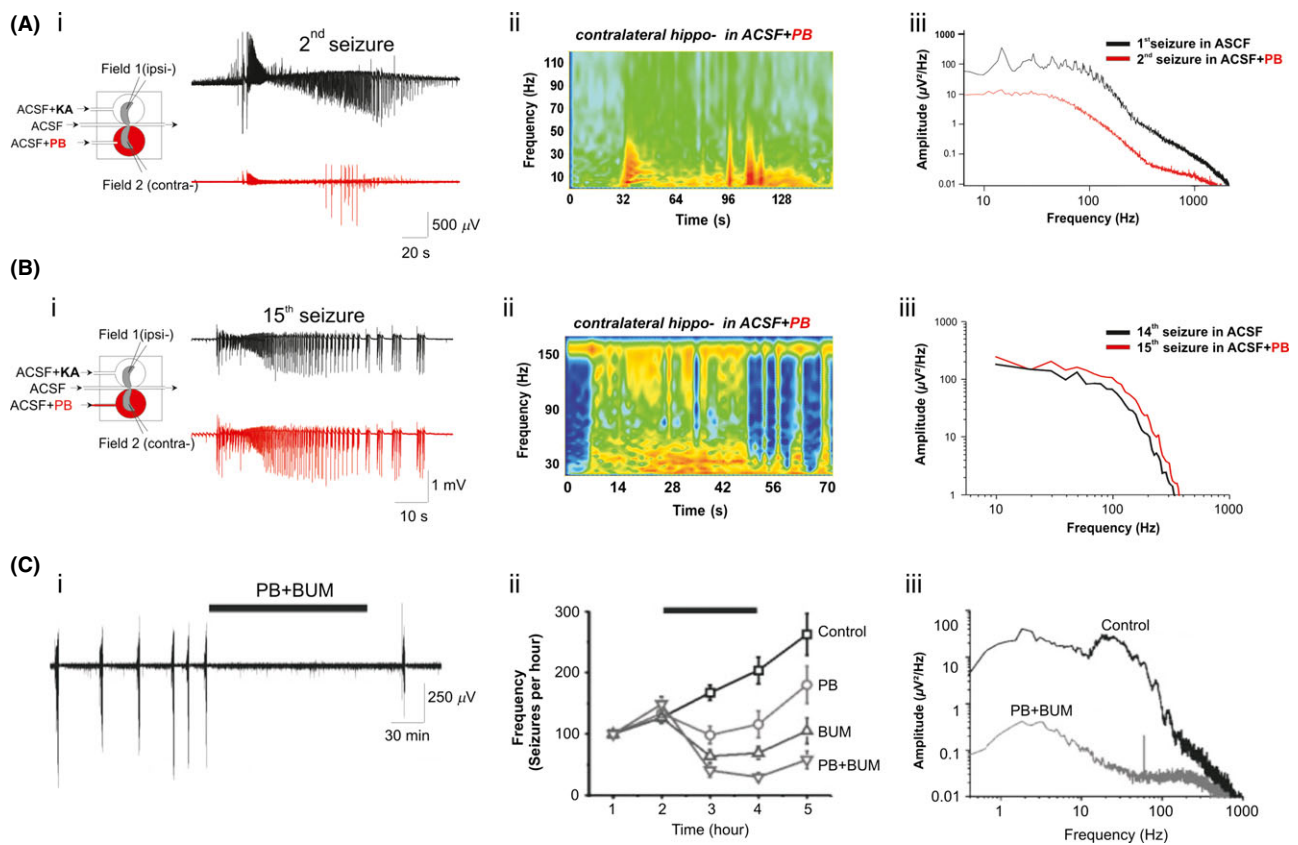 (A)
i
Field 1(ipsi-)
ACSF+KA
ACSF
ACSF+PB
Field 2 (contra-)
2nd seizure
500 μV
20 s
ii
contralateral hippo- in ACSF+PB
Frequency (Hz)
110
90
70
50
30
10
0 32 64 96 128
Time (s)
iii
Amplitude (μV²/Hz)
1000
100
10
1
0.1
0.01
1st seizure in ASCF
2nd seizure in ACSF+PB
10 100 1000
Frequency (Hz)
(B)
i
Field 1(ipsi-)
ACSF+KA
ACSF
ACSF+PB
Field 2 (contra-)
15th seizure
1 mV
10 s
ii
contralateral hippo- in ACSF+PB
Frequency (Hz)
150
90
70
30
0 14 28 42 56 70
Time (s)
iii
Amplitude (μV²/Hz)
1000
100
10
1
14th seizure in ACSF
15th seizure in ACSF+PB
10 100 1000
Frequency (Hz)
(C)
i
PB+BUM
250 μV
30 min
ii
Frequency
(Seizures per hour)
300
200
100
0
Control
PB
BUM
PB+BUM
1 2 3 4 5
Time (hour)
iii
Amplitude (μV²/Hz)
100
10
1
0.1
0.01
Control
PB+BUM
1 10 100 1000
Frequency (Hz)